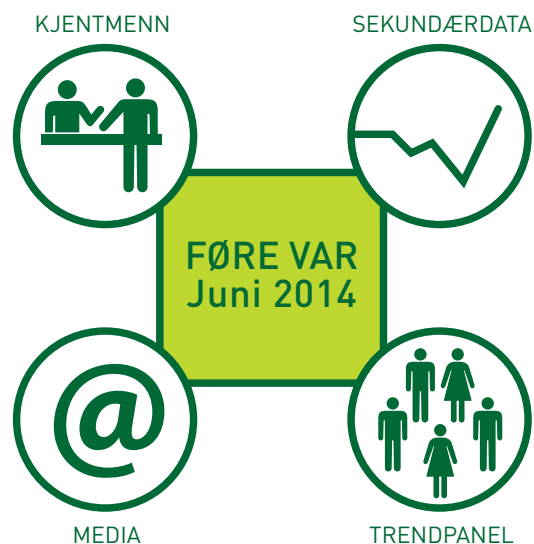 KJENTMENN
SEKUNDÆRDATA
FØRE VAR
Juni 2014
@
MEDIA
TRENDPANEL